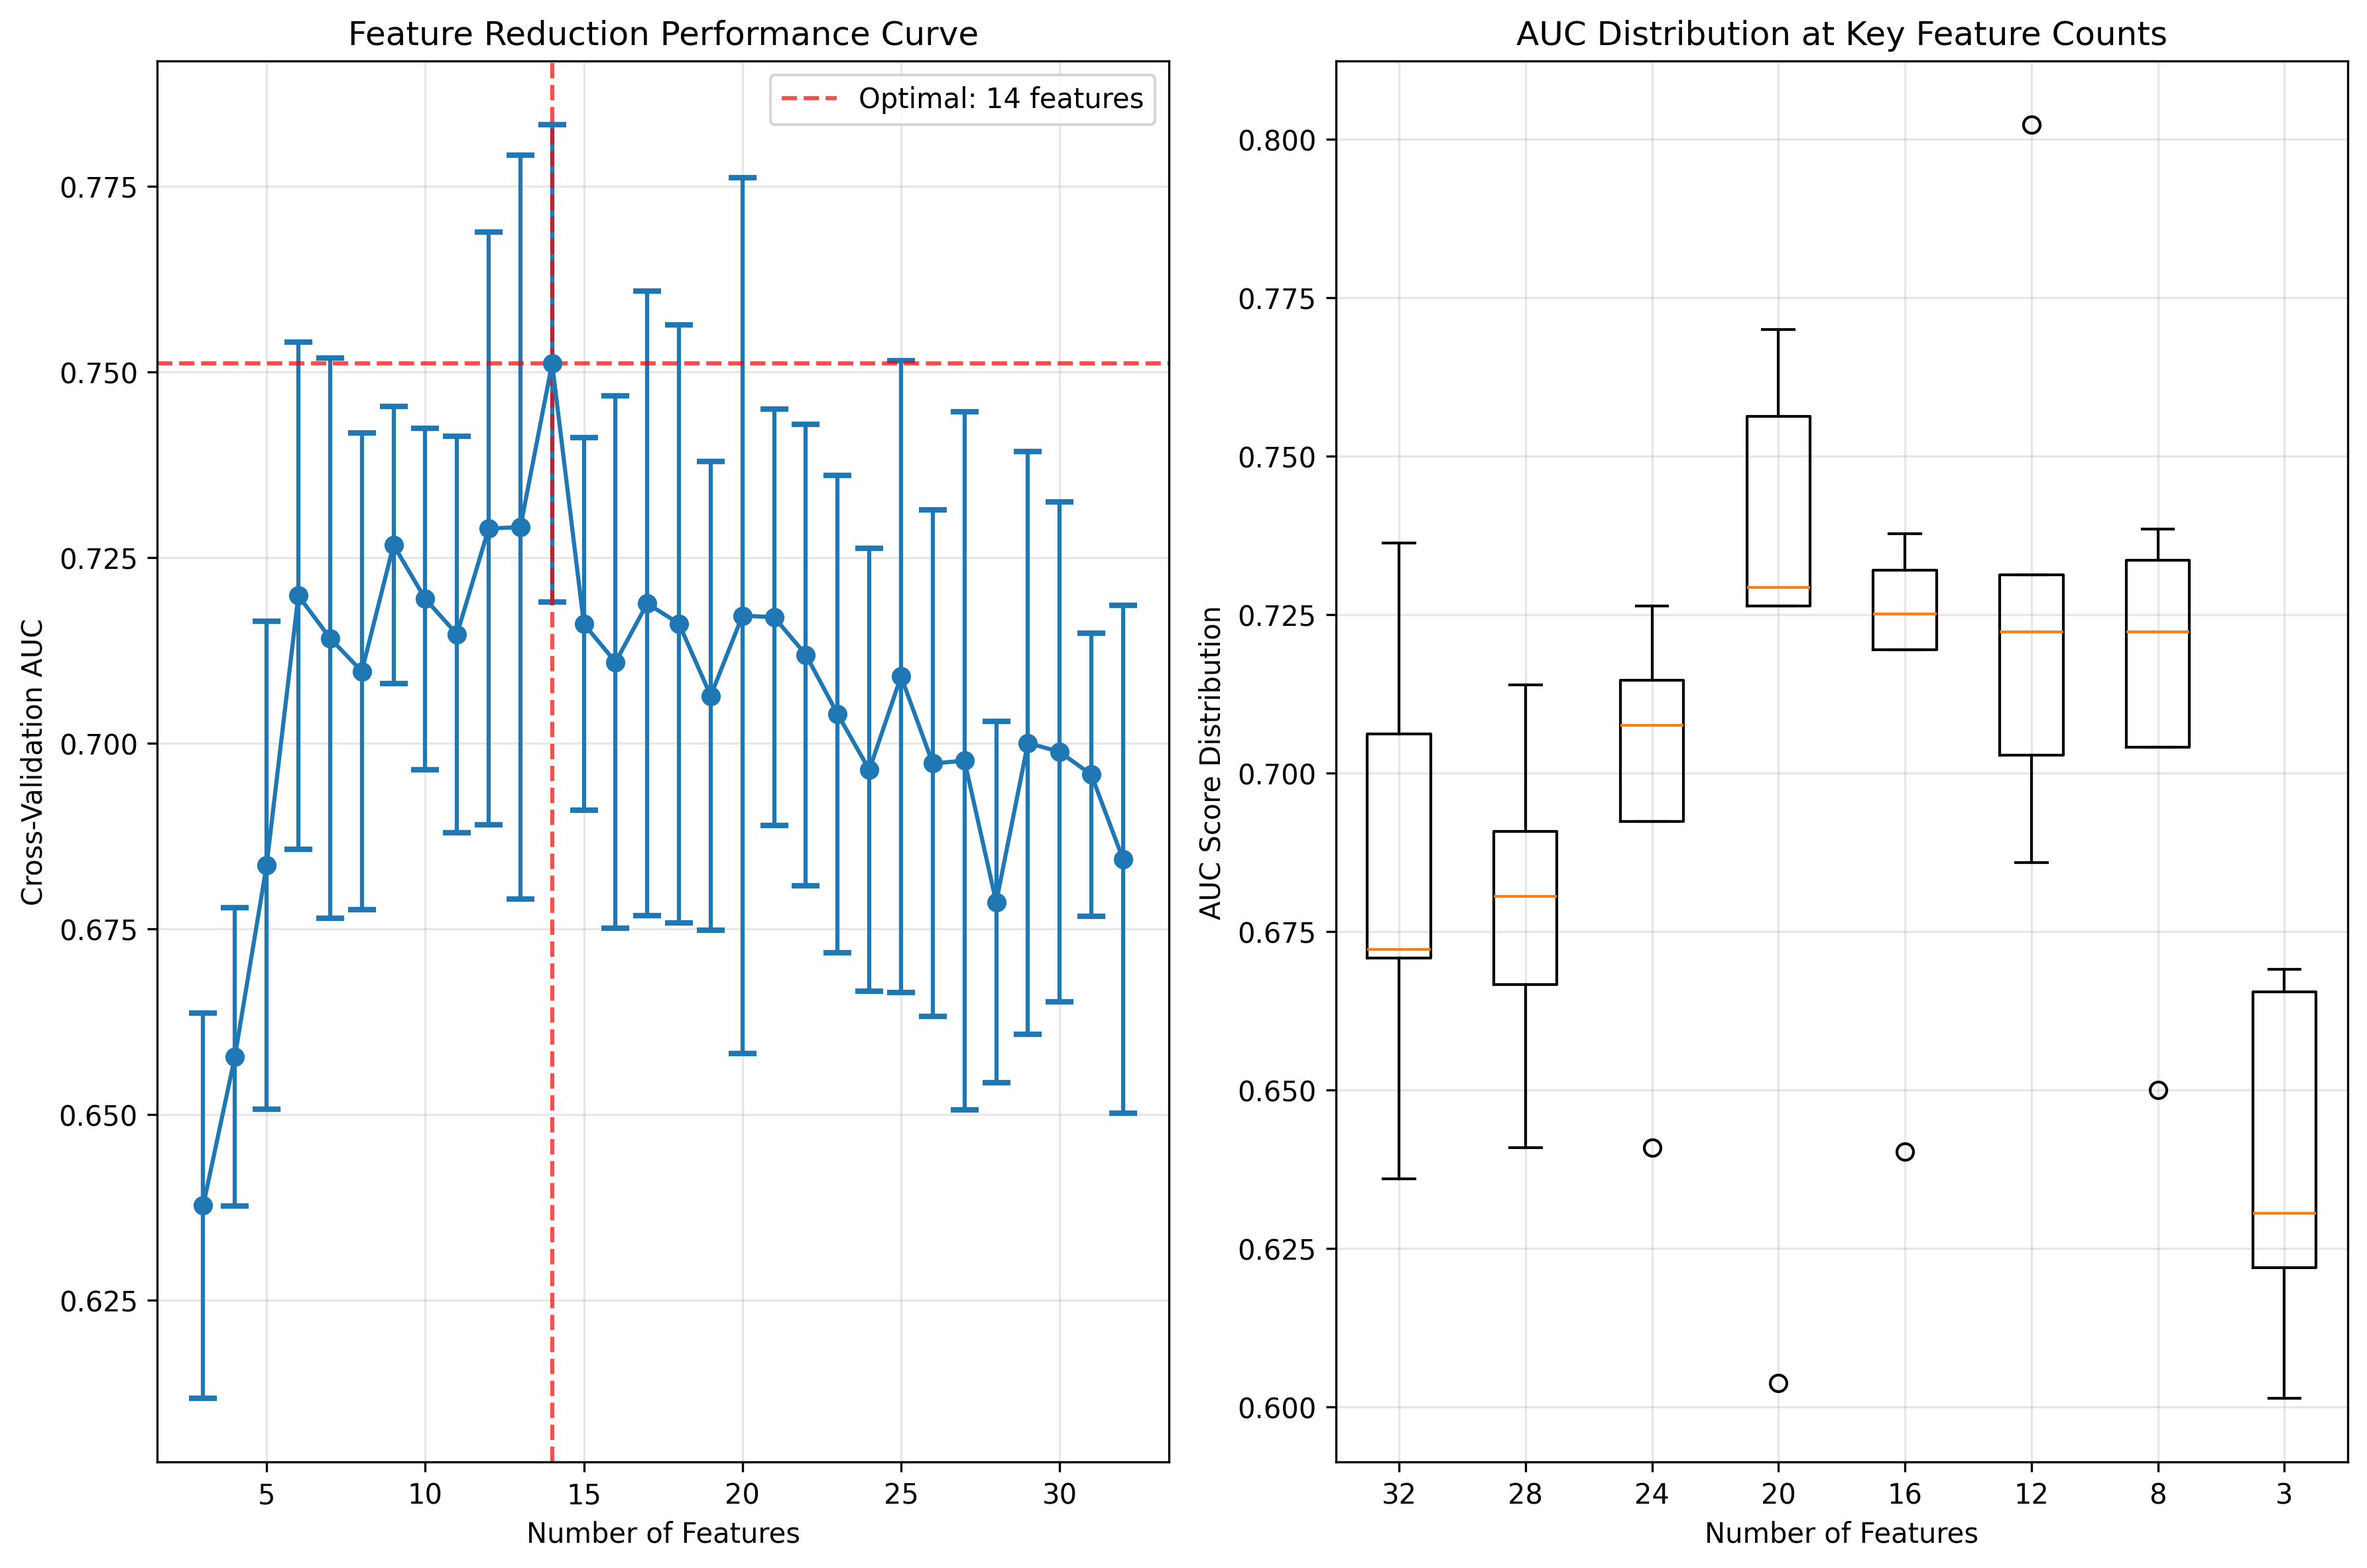 Feature Reduction Performance Curve
Optimal: 14 features
0.775
0.750
0.725
0.700
0.675
0.650
0.625
Cross-Validation AUC
5 10 15 20 25 30
Number of Features
AUC Distribution at Key Feature Counts
0.800
0.775
0.750
0.725
0.700
0.675
0.650
0.625
0.600
AUC Score Distribution
32 28 24 20 16 12 8 3
Number of Features